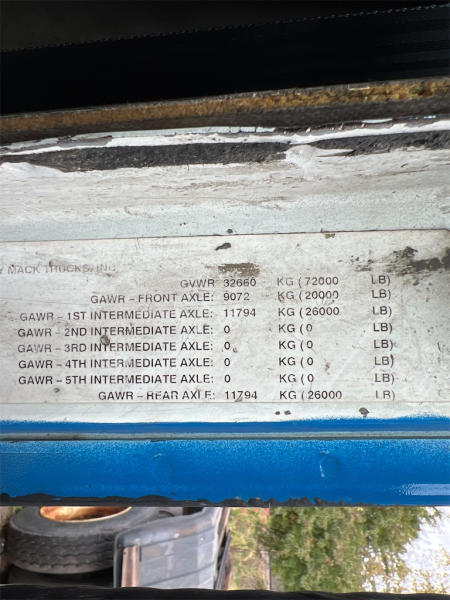 Y MACK TRUCKS, INC
GVWR 32660 KG ( 72000 LB)
GAWR – FRONT AXLE: 9072 KG ( 20000 LB)
GAWR – 1ST INTERMEDIATE AXLE: 11794 KG ( 26000 LB)
GAWR – 2ND INTERMEDIATE AXLE: 0 KG ( 0 LB)
GAWR – 3RD INTERMEDIATE AXLE: 0 KG ( 0 LB)
GAWR – 4TH INTERMEDIATE AXLE: 0 KG ( 0 LB)
GAWR – 5TH INTERMEDIATE AXLE: 0 KG ( 0 LB)
GAWR – REAR AXLE: 11794 KG ( 26000 LB)